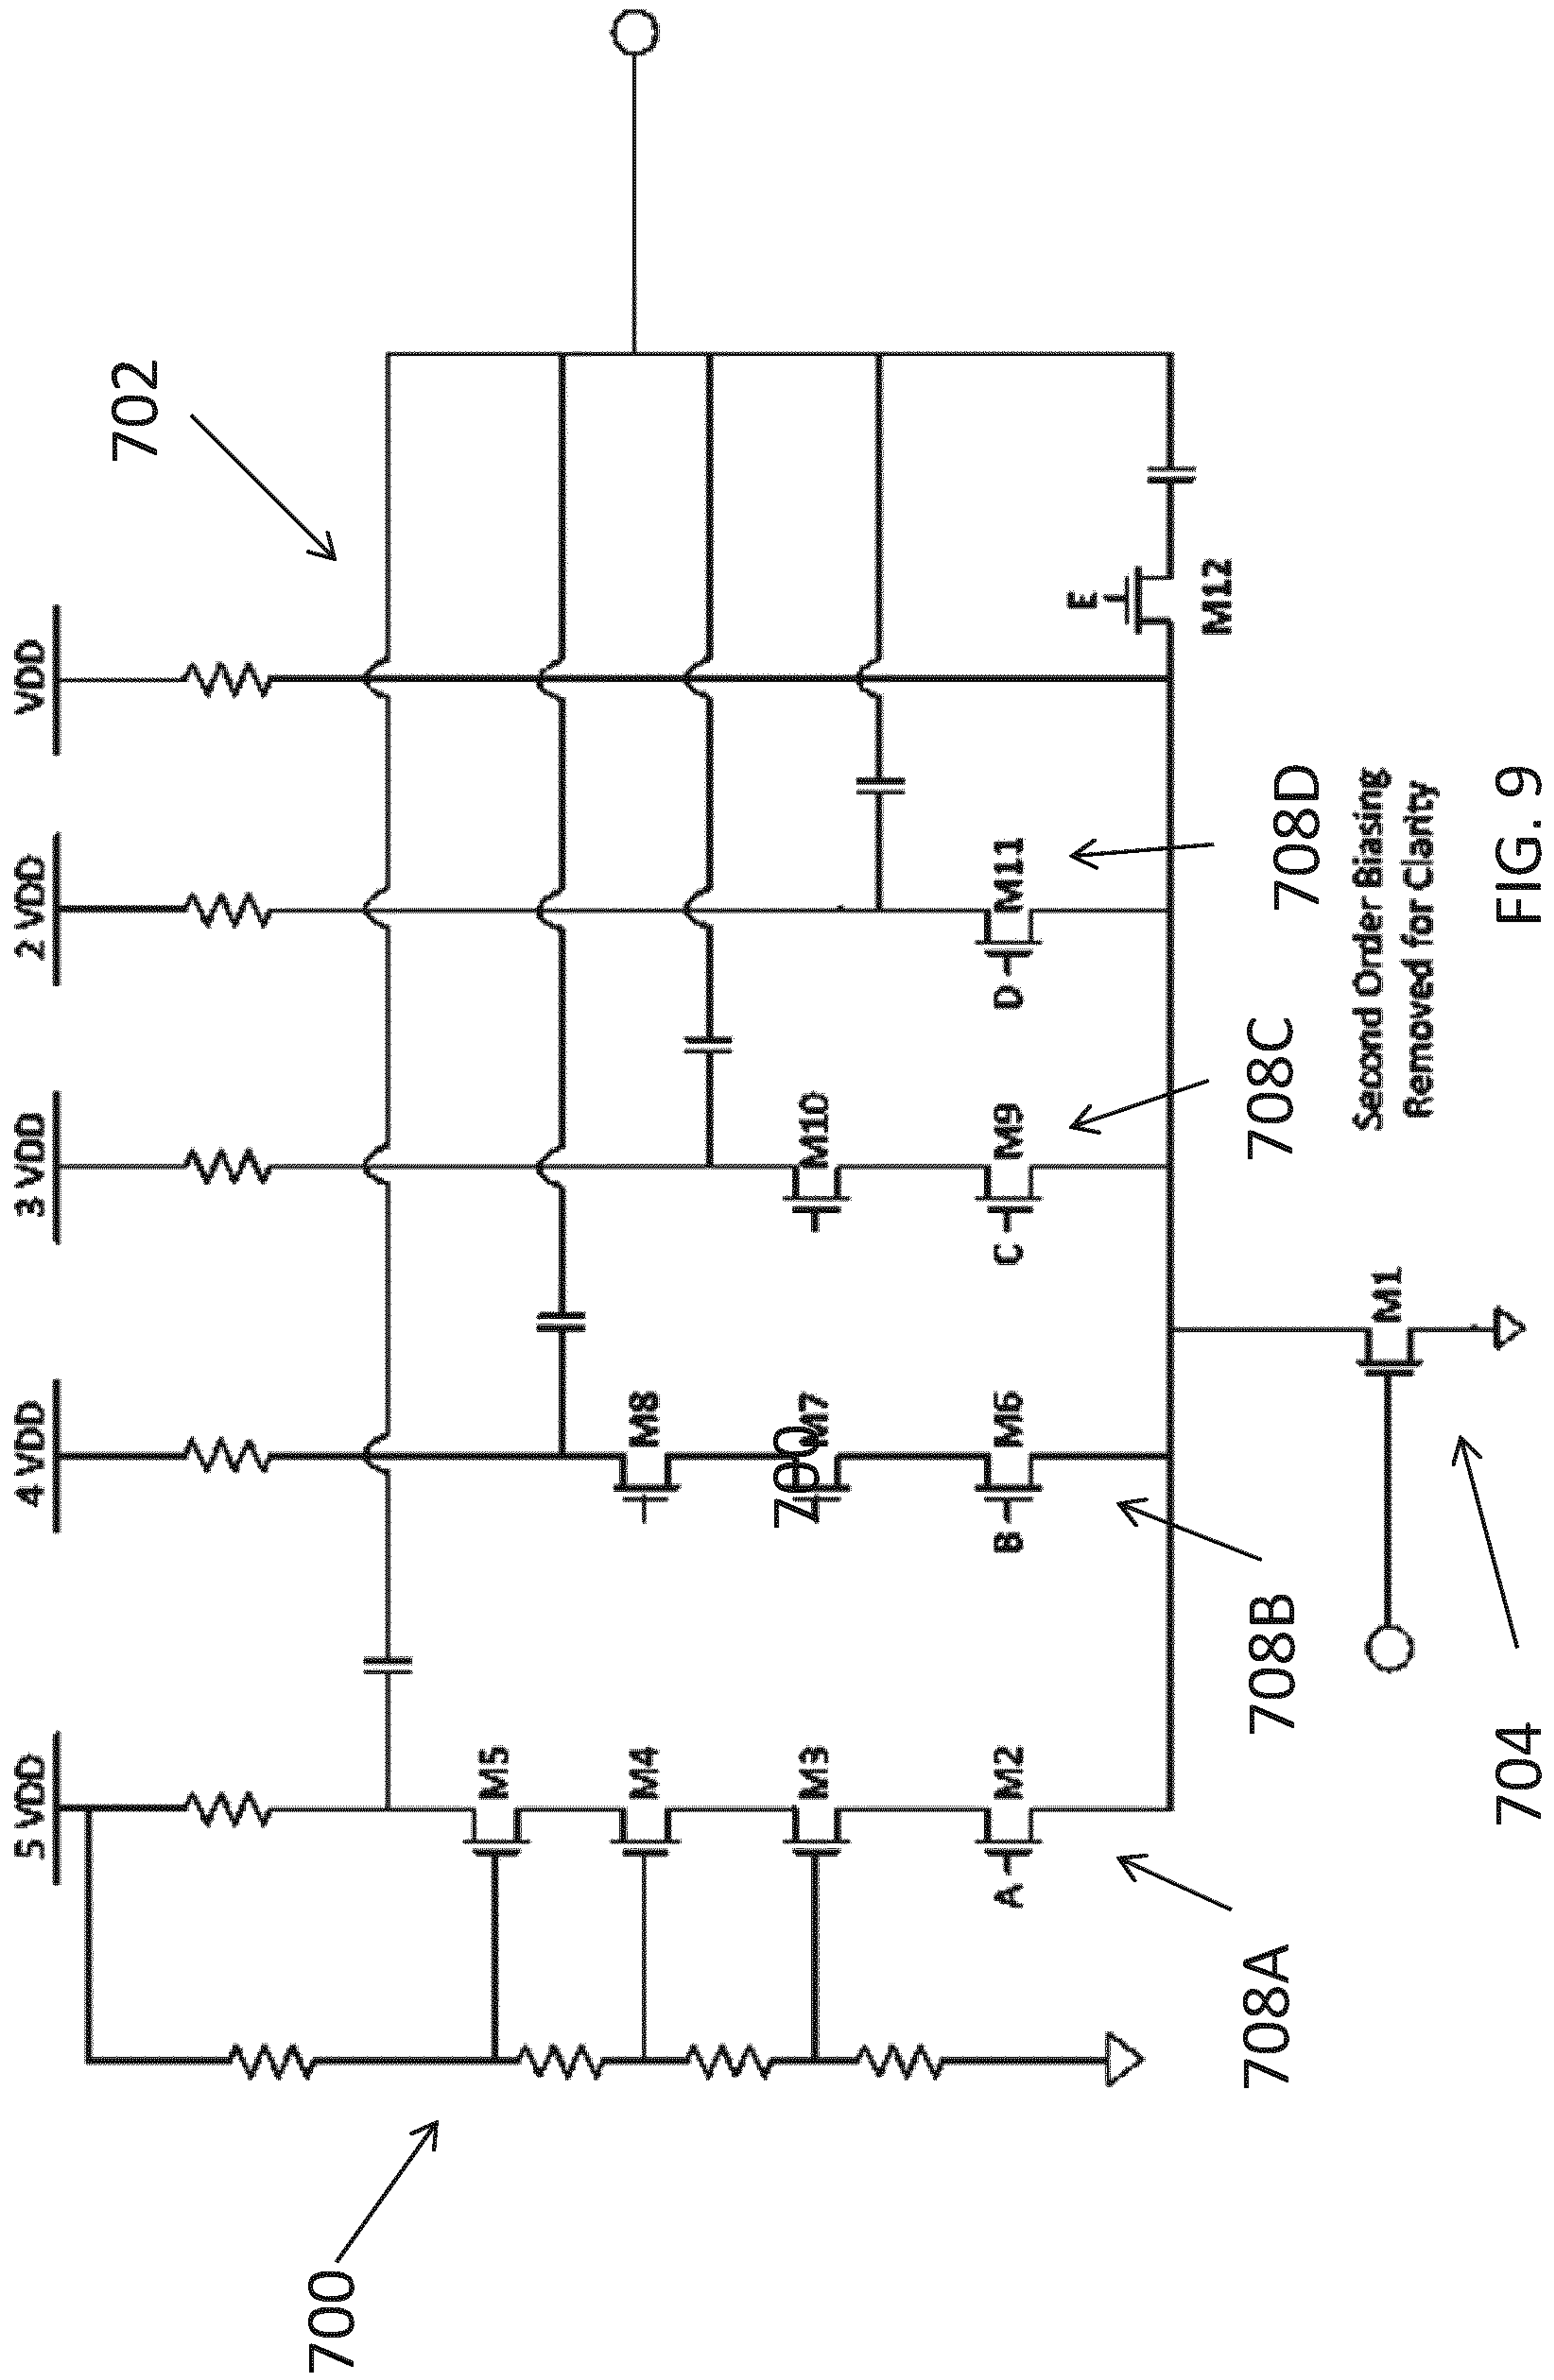 5 VDD
4 VDD
3 VDD
2 VDD
VDD
702
700
M5
M4
M8
M3
700
M7
M10
A
M2
B
M6
C
M9
D
M11
E
M12
708A
708B
708C
708D
M1
704
Second Order Biasing
Removed for Clarity
FIG. 9